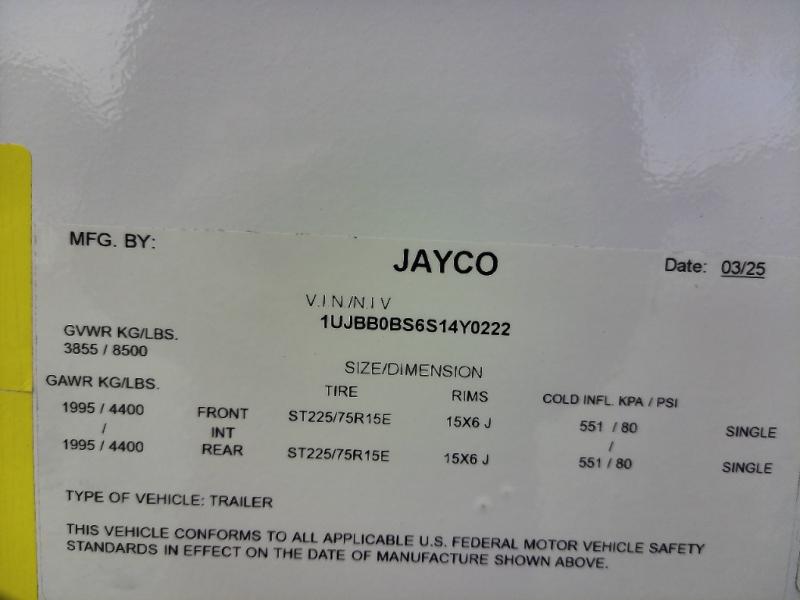 MFG. BY: JAYCO Date: 03/25
V.I.N./N.I.V
1UJBB0BS6S14Y0222
GVWR KG/LBS.
3855 / 8500
SIZE/DIMENSION
GAWR KG/LBS. TIRE RIMS COLD INFL. KPA / PSI
1995 / 4400 FRONT ST225/75R15E 15X6 J 551 / 80 SINGLE
/ INT /
1995 / 4400 REAR ST225/75R15E 15X6 J 551 / 80 SINGLE
TYPE OF VEHICLE: TRAILER
THIS VEHICLE CONFORMS TO ALL APPLICABLE U.S. FEDERAL MOTOR VEHICLE SAFETY
STANDARDS IN EFFECT ON THE DATE OF MANUFACTURE SHOWN ABOVE.